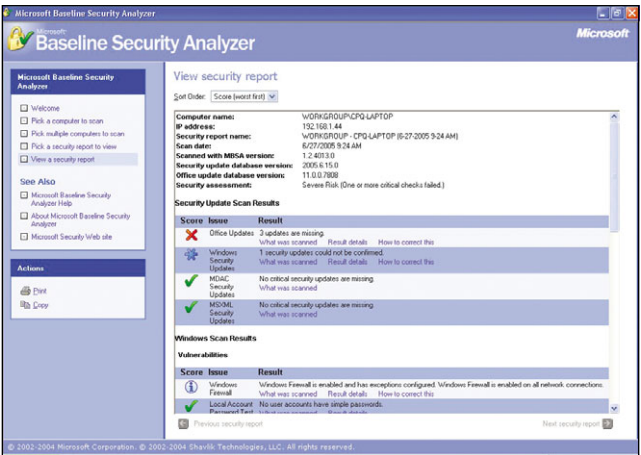 Microsoft Baseline Security Analyzer
Microsoft
Baseline Security Analyzer
Microsoft
Microsoft Baseline Security
Analyzer
Welcome
Pick a computer to scan
Pick multiple computers to scan
Pick a security report to view
View a security report
See Also
Microsoft Baseline Security
Analyzer Help
About Microsoft Baseline Security
Analyzer
Microsoft Security Web site
Actions
Print
Copy
View security report
Sort Order: Score (worst first)
Computer name: WORKGROUP\CPQ-LAPTOP
IP address: 192.168.1.44
Security report name: WORKGROUP - CPQ-LAPTOP (6-27-2005 9-24 AM)
Scan date: 6/27/2005 9:24 AM
Scanned with MBSA version: 1.2.4013.0
Security update database version: 2005.6.15.0
Office update database version: 11.0.0.7808
Security assessment: Severe Risk (One or more critical checks failed.)
Security Update Scan Results
Score Issue Result
Office Updates 3 updates are missing.
What was scanned Result details How to correct this
Windows Security Updates 1 security updates could not be confirmed.
What was scanned Result details How to correct this
MDAC Security Updates No critical security updates are missing.
What was scanned
MSXML Security Updates No critical security updates are missing.
What was scanned
Windows Scan Results
Vulnerabilities
Score Issue Result
Windows Firewall Windows Firewall is enabled and has exceptions configured. Windows Firewall is enabled on all network connections.
What was scanned Result details How to correct this
Local Account Password Test No user accounts have simple passwords.
What was scanned Result details
Previous security report
Next security report
© 2002-2004 Microsoft Corporation. © 2002-2004 Shavlik Technologies, LLC. All rights reserved.